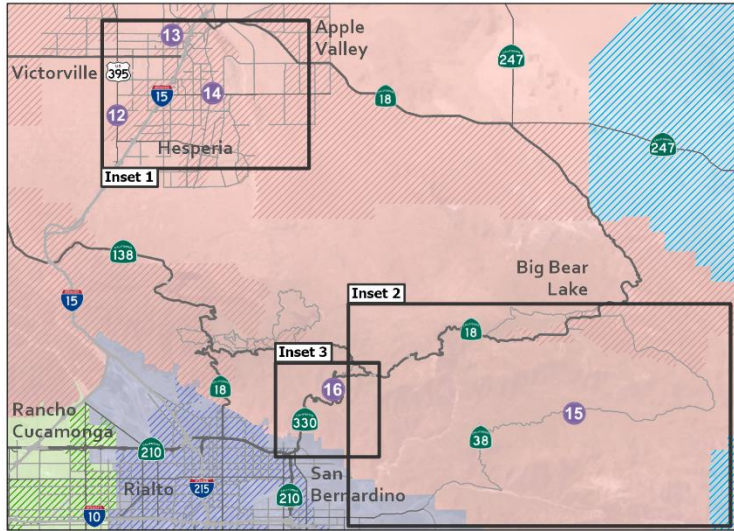 13
Apple
Valley
Victorville
US
395
247
15
14
18
12
247
Hesperia
Inset 1
138
Big Bear
Lake
15
Inset 2
18
Inset 3
16
18
15
330
Rancho
Cucamonga
38
210
San
Bernardino
Rialto
215
210
10